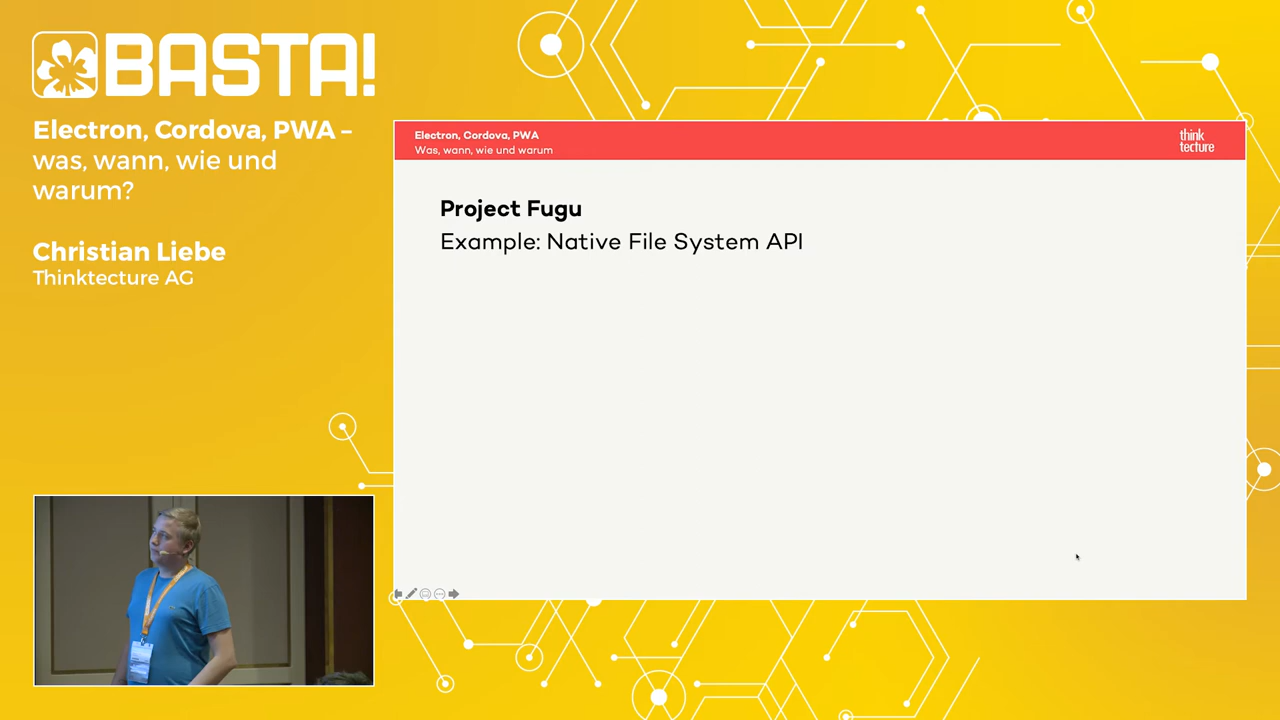 BASTA!
Electron, Cordova, PWA –
was, wann, wie und
warum?
Christian Liebe
Thinktecture AG
Electron, Cordova, PWA
Was, wann, wie und warum
think
tecture
Project Fugu
Example: Native File System API